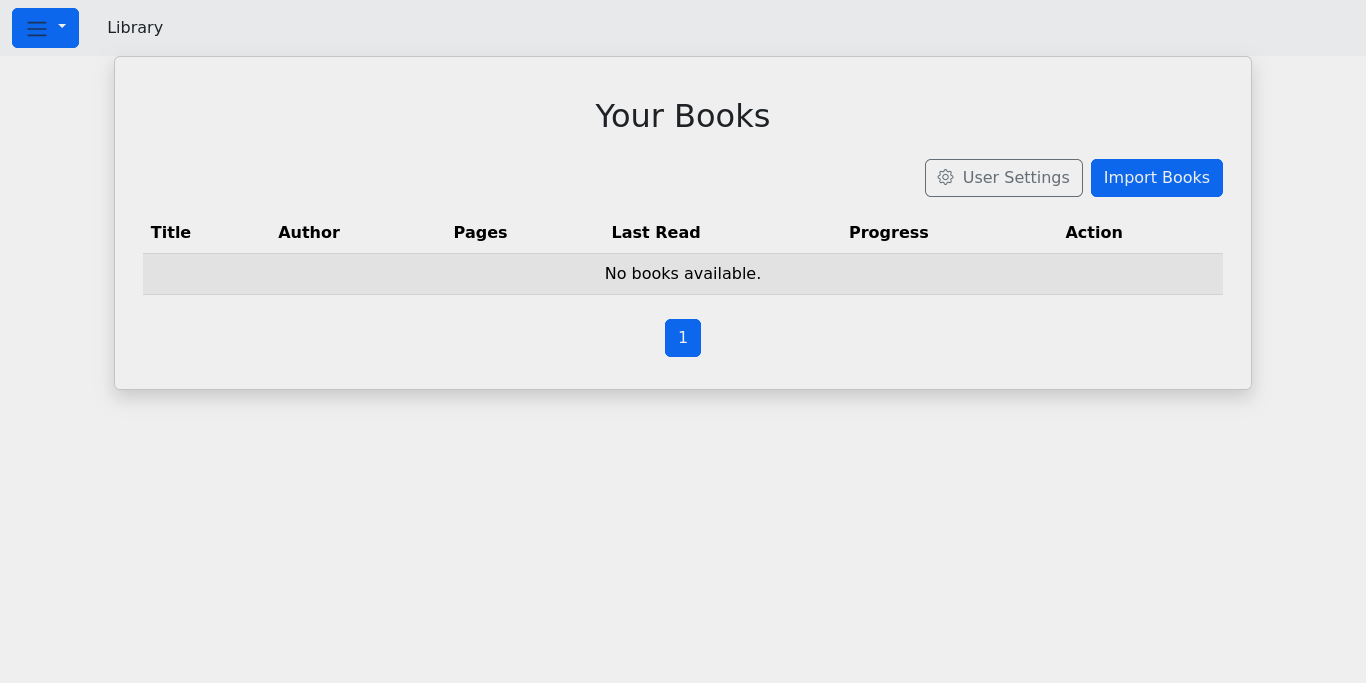 Library
Your Books
User Settings Import Books
Title Author Pages Last Read Progress Action
No books available.
1